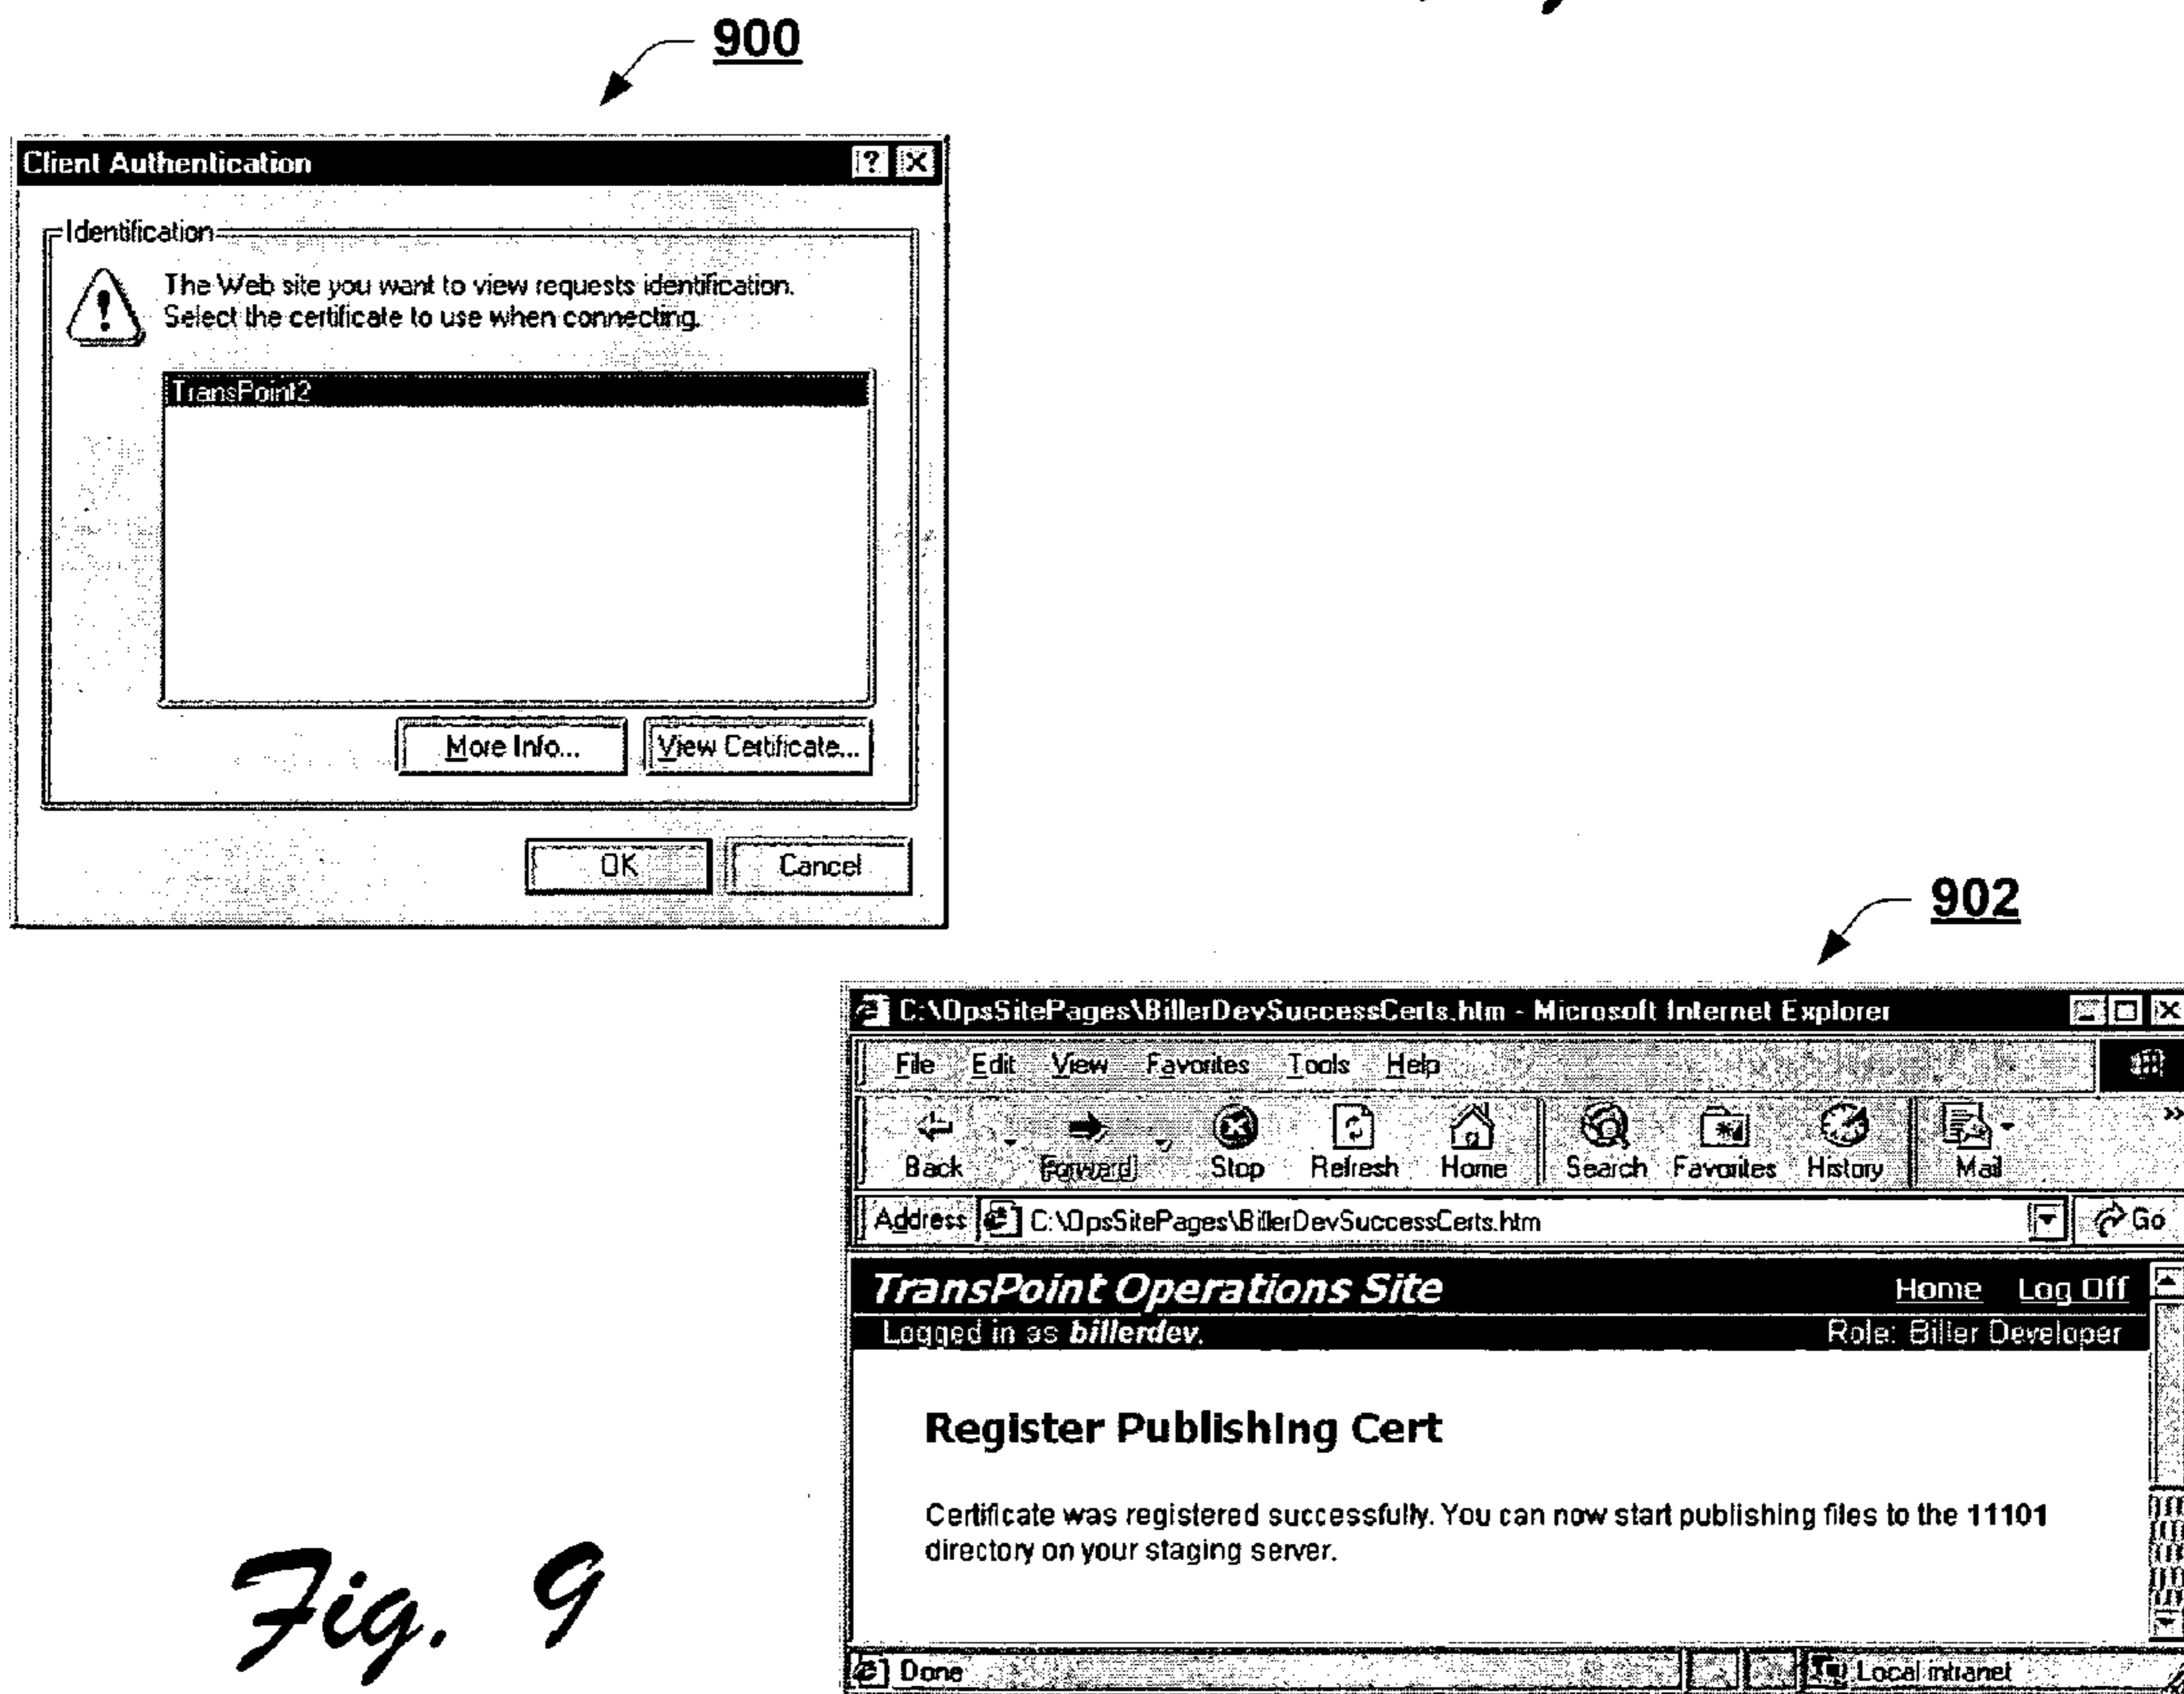 900
Client Authentication
Identification
The Web site you want to view requests identification.
Select the certificate to use when connecting.
TransPoint2
More Info...
View Certificate...
OK
Cancel
902
C:\OpsSitePages\BillerDevSuccessCerts.htm - Microsoft Internet Explorer
File Edit View Favorites Tools Help
Back Forward Stop Refresh Home Search Favorites History Mail
Address C:\OpsSitePages\BillerDevSuccessCerts.htm Go
TransPoint Operations Site Home Log Off
Logged in as billerdev. Role: Biller Developer
Register Publishing Cert
Certificate was registered successfully. You can now start publishing files to the 11101
directory on your staging server.
Done Local intranet
Fig. 9